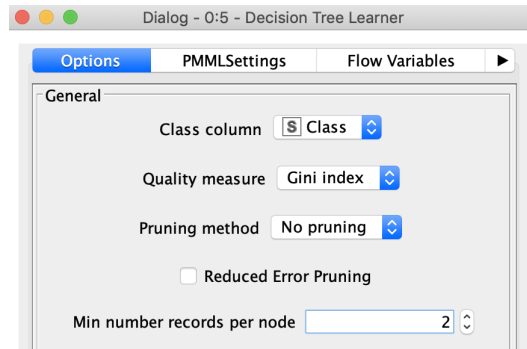 Dialog - 0:5 - Decision Tree Learner
Options PMMLSettings Flow Variables
General
Class column S Class
Quality measure Gini index
Pruning method No pruning
Reduced Error Pruning
Min number records per node 2